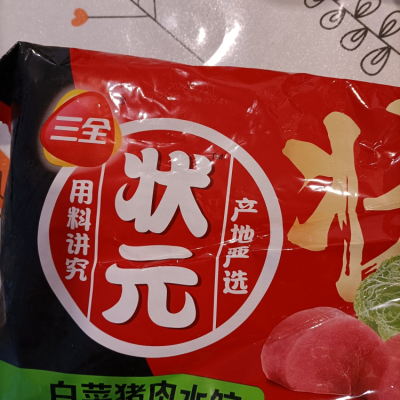 三全
状元
用料讲究
产地严选
白菜猪肉水饺